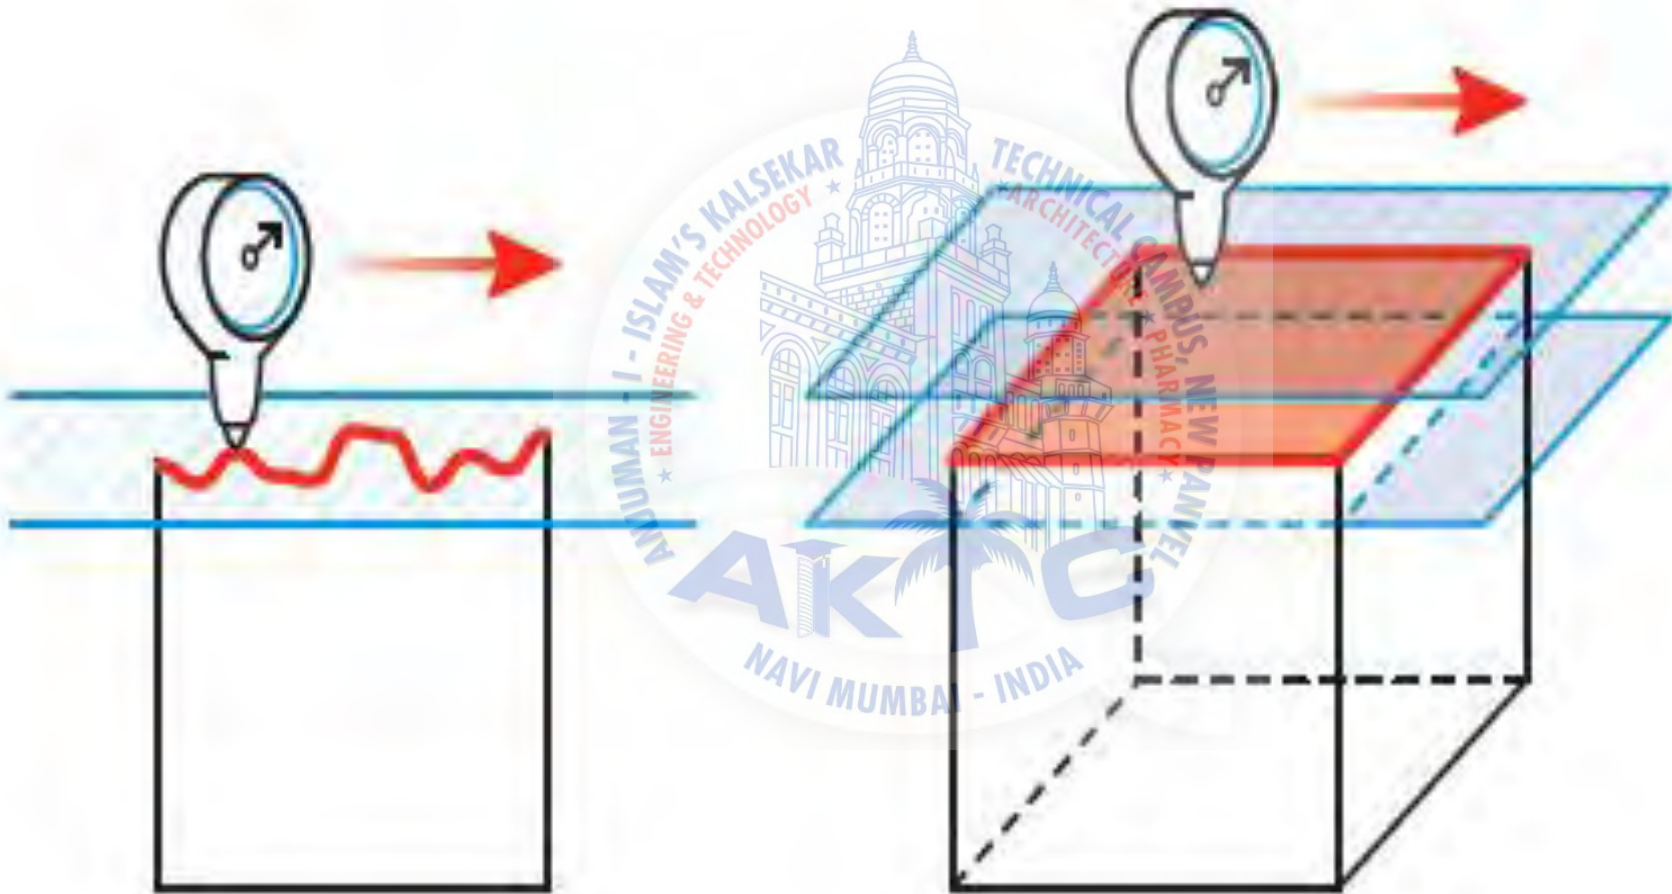 ANJUMAN - I - ISLAM'S KALSEKAR TECHNICAL CAMPUS, NEW PANVEL
★ ENGINEERING & TECHNOLOGY ★ ★ ARCHITECTURE ★ PHARMACY ★
AKTC
NAVI MUMBAI - INDIA